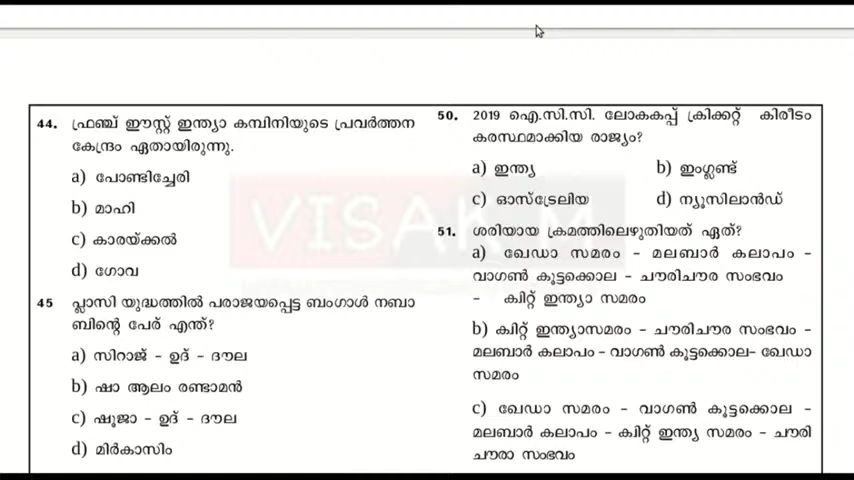 44. ഫ്രഞ്ച് ഈസ്റ്റ് ഇന്ത്യാ കമ്പിനിയുടെ പ്രവർത്തന
കേന്ദ്രം ഏതായിരുന്നു.
a) പോണ്ടിച്ചേരി
b) മാഹി
c) കാരയ്ക്കൽ
d) ഗോവ
45 പ്ലാസി യുദ്ധത്തിൽ പരാജയപ്പെട്ട ബംഗാൾ നബാ
ബിന്റെ പേര് എന്ത്?
a) സിറാജ് - ഉദ് - ദൗല
b) ഷാ ആലം രണ്ടാമൻ
c) ഷൂജാ - ഉദ് - ദൗല
d) മിർകാസിം
50. 2019 ഐ.സി.സി. ലോകകപ്പ് ക്രിക്കറ്റ് കിരീടം
കരസ്ഥമാക്കിയ രാജ്യം?
a) ഇന്ത്യ b) ഇംഗ്ലണ്ട്
c) ഓസ്ട്രേലിയ d) ന്യൂസിലാൻഡ്
51. ശരിയായ ക്രമത്തിലെഴുതിയത് ഏത്?
a) ഖേഡാ സമരം - മലബാർ കലാപം -
വാഗൺ കൂട്ടക്കൊല - ചൗരിചൗര സംഭവം
- ക്വിറ്റ് ഇന്ത്യാ സമരം
b) ക്വിറ്റ് ഇന്ത്യാസമരം - ചൗരിചൗര സംഭവം -
മലബാർ കലാപം - വാഗൺ കൂട്ടക്കൊല- ഖേഡാ
സമരം
c) ഖേഡാ സമരം - വാഗൺ കൂട്ടക്കൊല -
മലബാർ കലാപം - ക്വിറ്റ് ഇന്ത്യ സമരം - ചൗരി
ചൗരാ സംഭവം
VISAK M